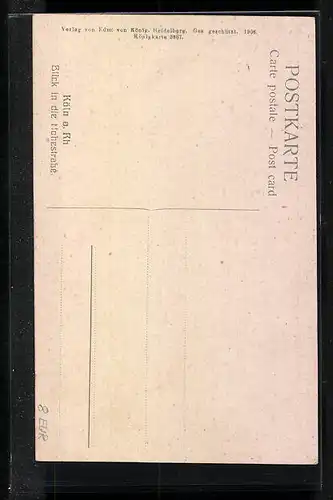 POSTKARTE
Carte postale — Post card
Verlag von Edm. von König, Heidelberg. Ges. geschützt. 1906.
Königkarte
Köln a. Rh
Blick in die Hohestraße.
8 EUR